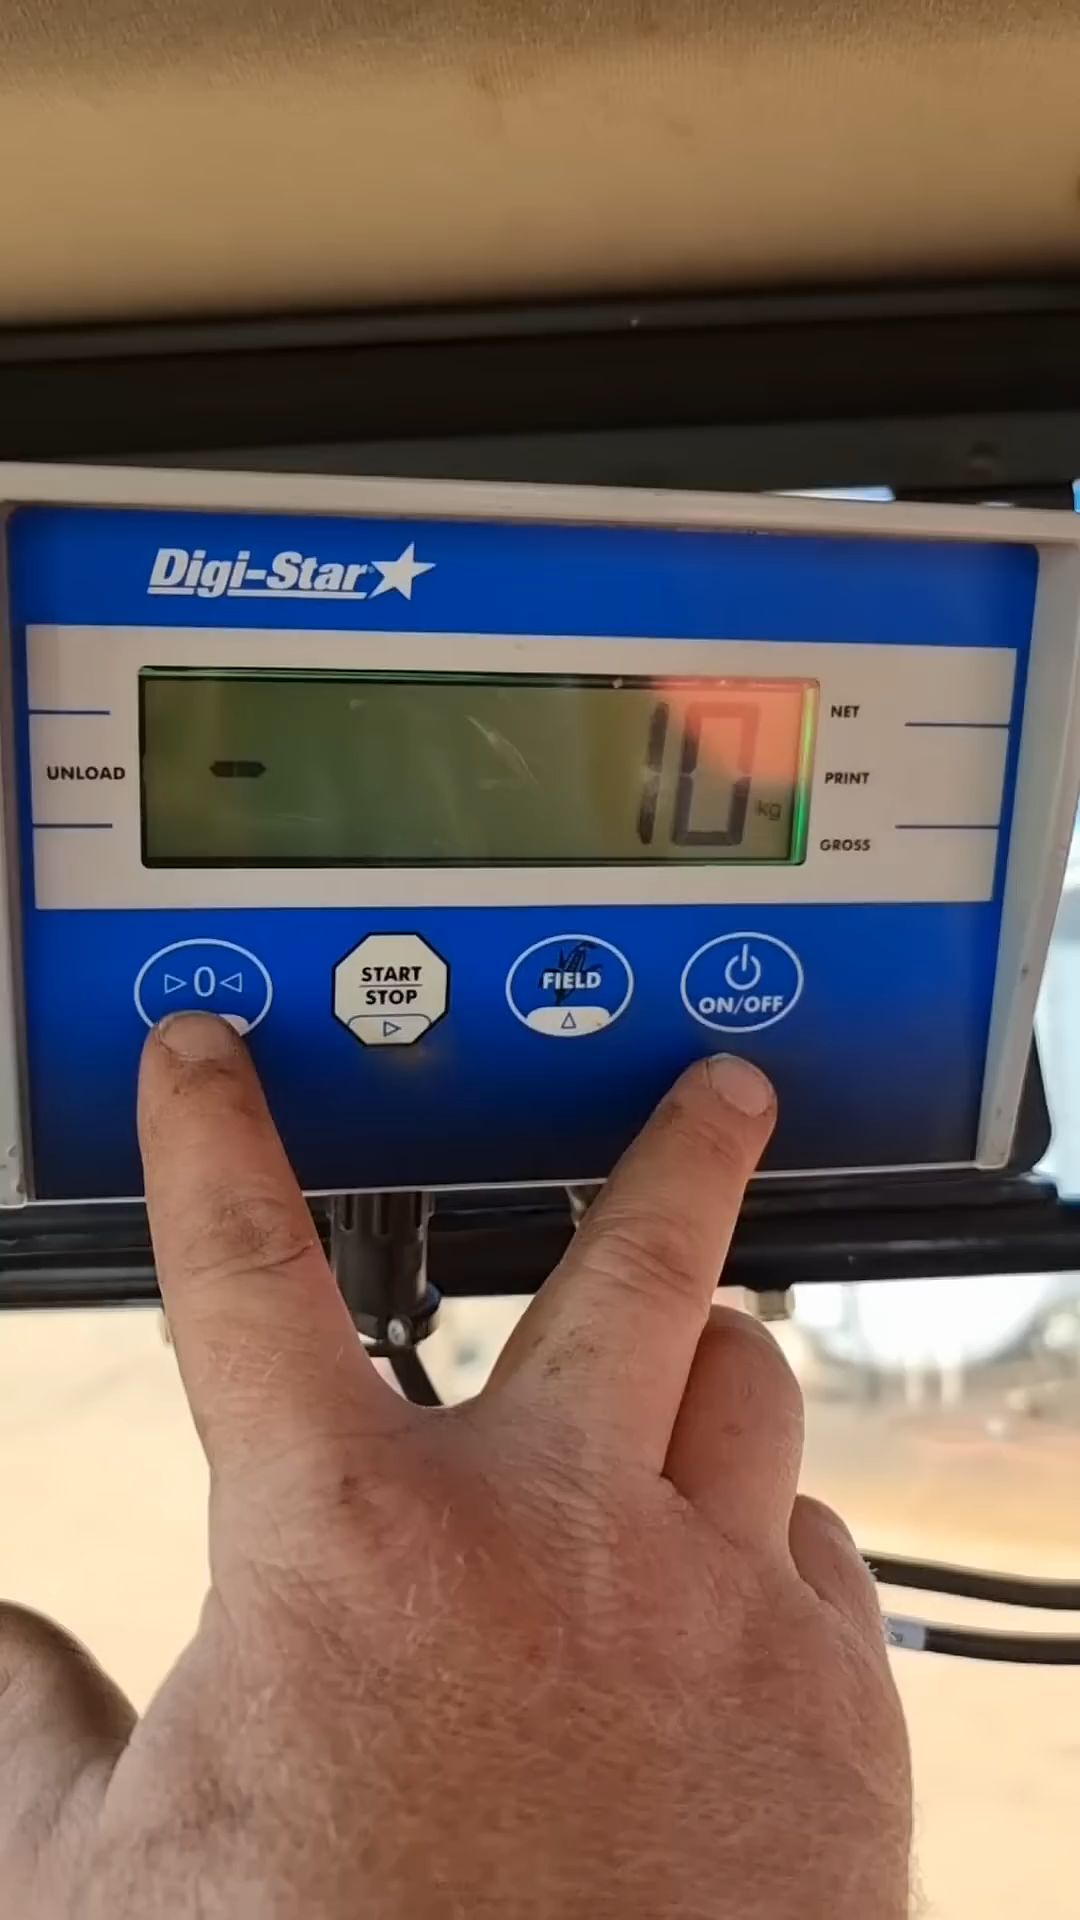 Digi-Star
UNLOAD
- 10 kg
NET
PRINT
GROSS
▷0◁
START
STOP
▷
FIELD
△
ON/OFF